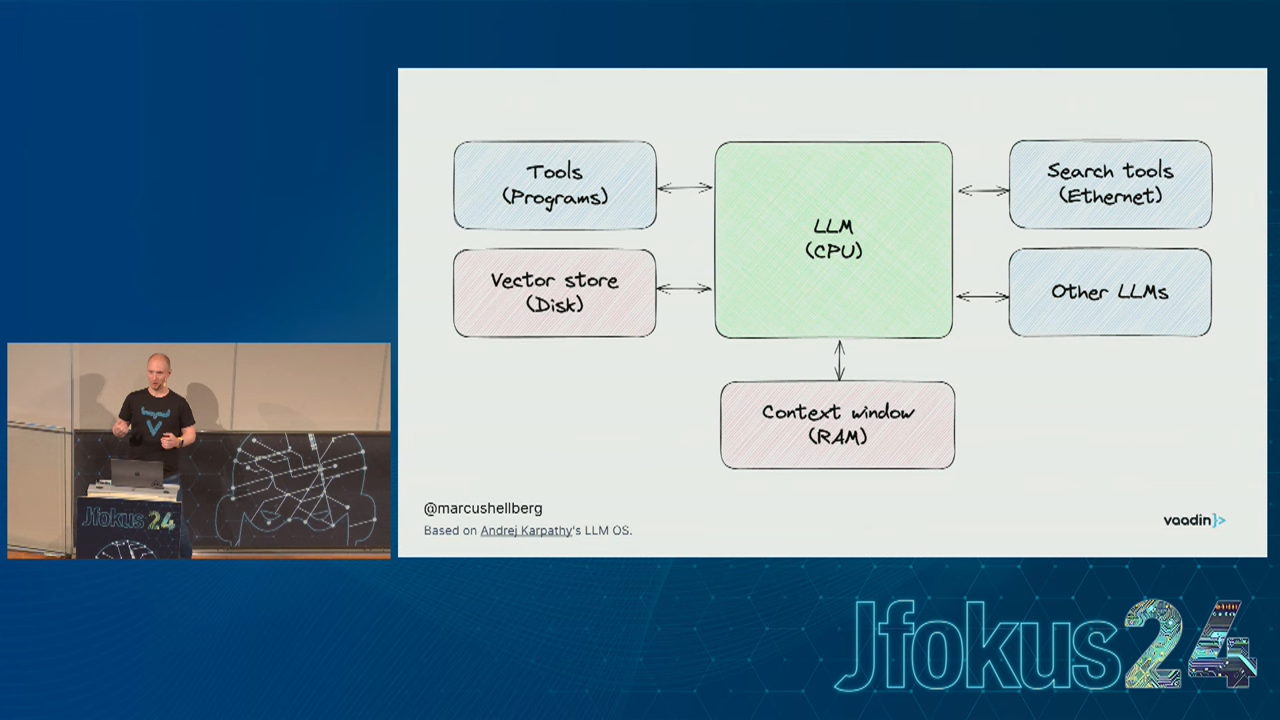 Tools
(Programs)
Vector store
(Disk)
LLM
(CPU)
Search tools
(Ethernet)
Other LLMs
Context window
(RAM)
@marcushellberg
Based on Andrej Karpathy's LLM OS.
vaadin}>
Jfokus 24
Jfokus24